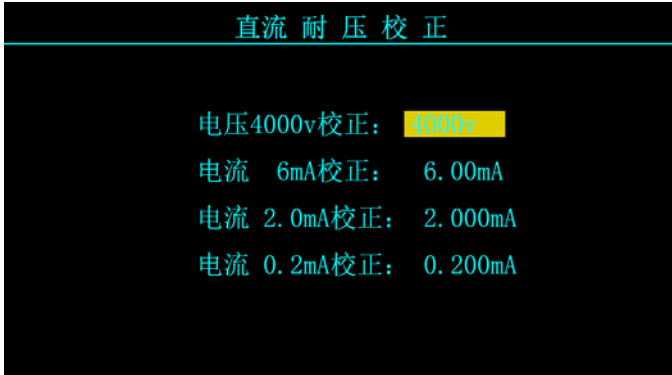 直流 耐 压 校 正
电压4000v校正： 4000v
电流 6mA校正： 6.00mA
电流 2.0mA校正： 2.000mA
电流 0.2mA校正： 0.200mA